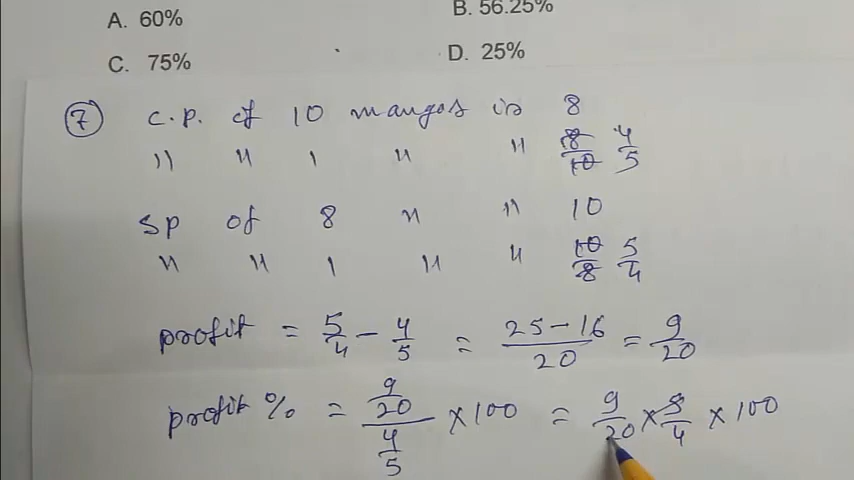 A. 60% B. 56.25%
C. 75% D. 25%
7 C.P. of 10 mangos is 8
" " 1 " " 8/10 4/5
SP of 8 " " 10
" " 1 " " 10/8 5/4
profit = 5/4 - 4/5 = 25-16/20 = 9/20
profit % = 9/20/4/5 × 100 = 9/20 × 5/4 × 100